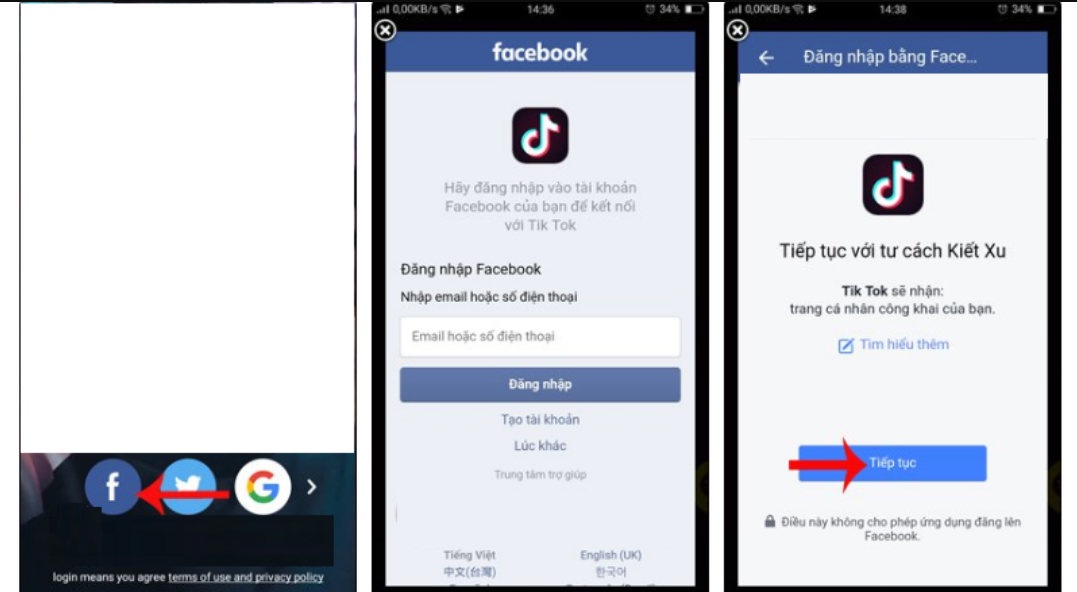 login means you agree terms of use and privacy policy
.ııl 0,00KB/s 14:36 34%
facebook
Hãy đăng nhập vào tài khoản
Facebook của bạn để kết nối
với Tik Tok
Đăng nhập Facebook
Nhập email hoặc số điện thoại
Email hoặc số điện thoại
Đăng nhập
Tạo tài khoản
Lúc khác
Trung tâm trợ giúp
Tiếng Việt English (UK)
中文(台灣) 한국어
0,00KB/s 14:38 34%
Đăng nhập bằng Face...
Tiếp tục với tư cách Kiết Xu
Tik Tok sẽ nhận:
trang cá nhân công khai của bạn.
Tìm hiểu thêm
Tiếp tục
Điều này không cho phép ứng dụng đăng lên
Facebook.